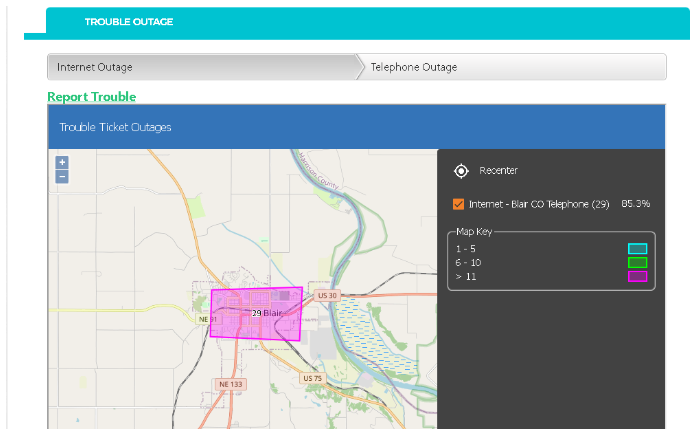 TROUBLE OUTAGE
Internet Outage
Telephone Outage
Report Trouble
Trouble Ticket Outages
+
−
Harrison County
Recenter
Internet - Blair CO Telephone (29) 85.3%
Map Key
1 - 5
6 - 10
> 11
US 30
29 Blair
NE 91
US 75
NE 133